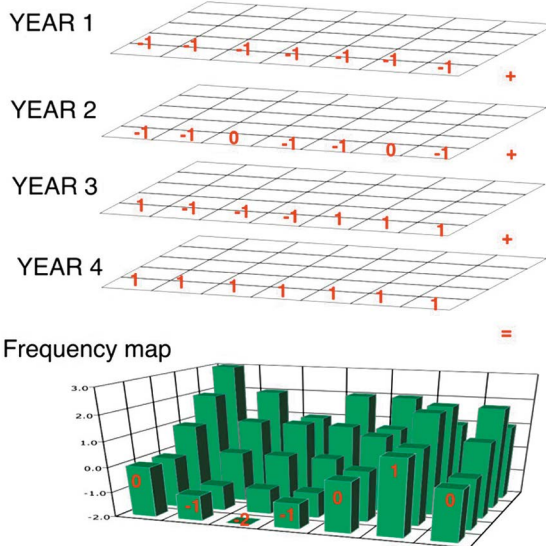 YEAR 1
-1 -1 -1 -1 -1 -1 -1
+
YEAR 2
-1 -1 0 -1 -1 0 -1
+
YEAR 3
1 -1 -1 -1 1 1 1
+
YEAR 4
1 1 1 1 1 1 1
=
Frequency map
3.0
2.0
1.0
0.0
-1.0
-2.0
0 -1 -2 -1 0 1 0